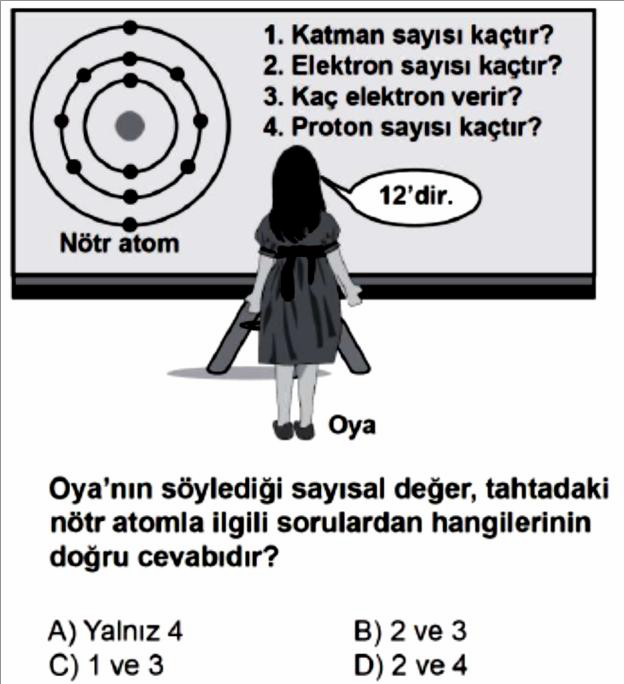 1. Katman sayısı kaçtır?
2. Elektron sayısı kaçtır?
3. Kaç elektron verir?
4. Proton sayısı kaçtır?
12'dir.
Nötr atom
Oya
Oya'nın söylediği sayısal değer, tahtadaki
nötr atomla ilgili sorulardan hangilerinin
doğru cevabıdır?
A) Yalnız 4
B) 2 ve 3
C) 1 ve 3
D) 2 ve 4